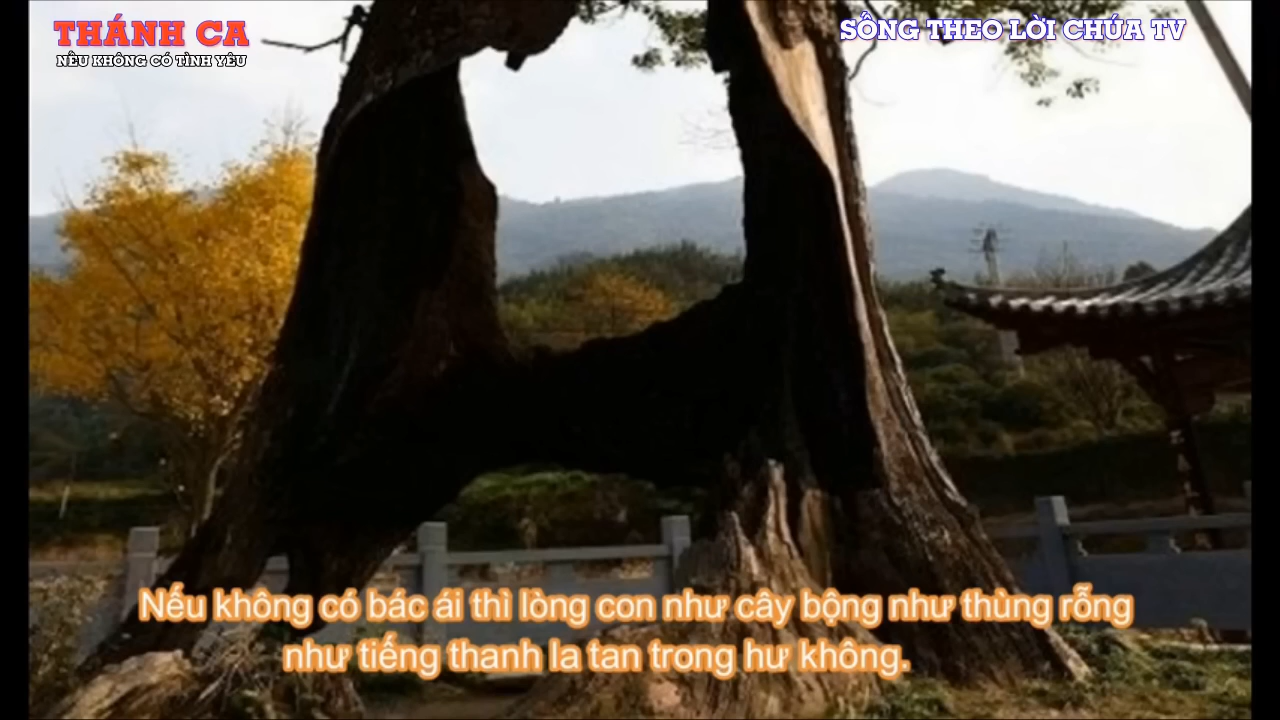 THÁNH CA
NẾU KHÔNG CÓ TÌNH YÊU
SỐNG THEO LỜI CHÚA TV
Nếu không có bác ái thì lòng con như cây bộng như thùng rỗng
như tiếng thanh la tan trong hư không.